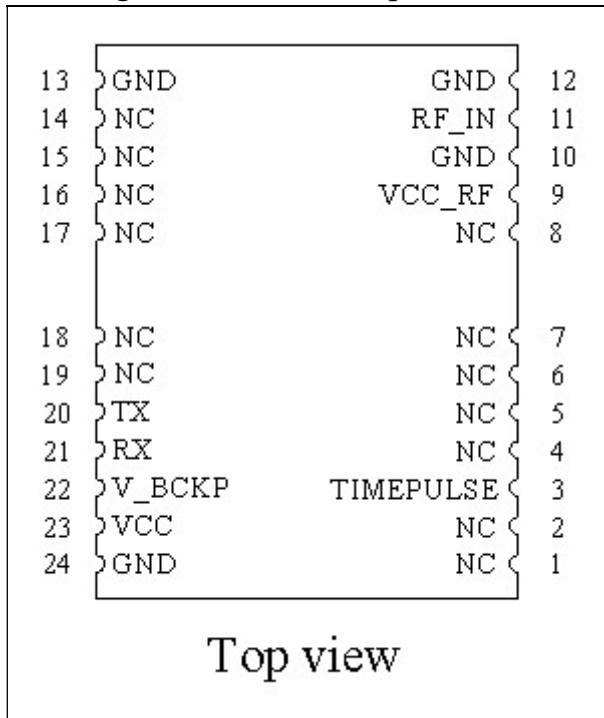 13 GND GND 12
14 NC RF_IN 11
15 NC GND 10
16 NC VCC_RF 9
17 NC NC 8
18 NC NC 7
19 NC NC 6
20 TX NC 5
21 RX NC 4
22 V_BCKP TIMEPULSE 3
23 VCC NC 2
24 GND NC 1
Top view